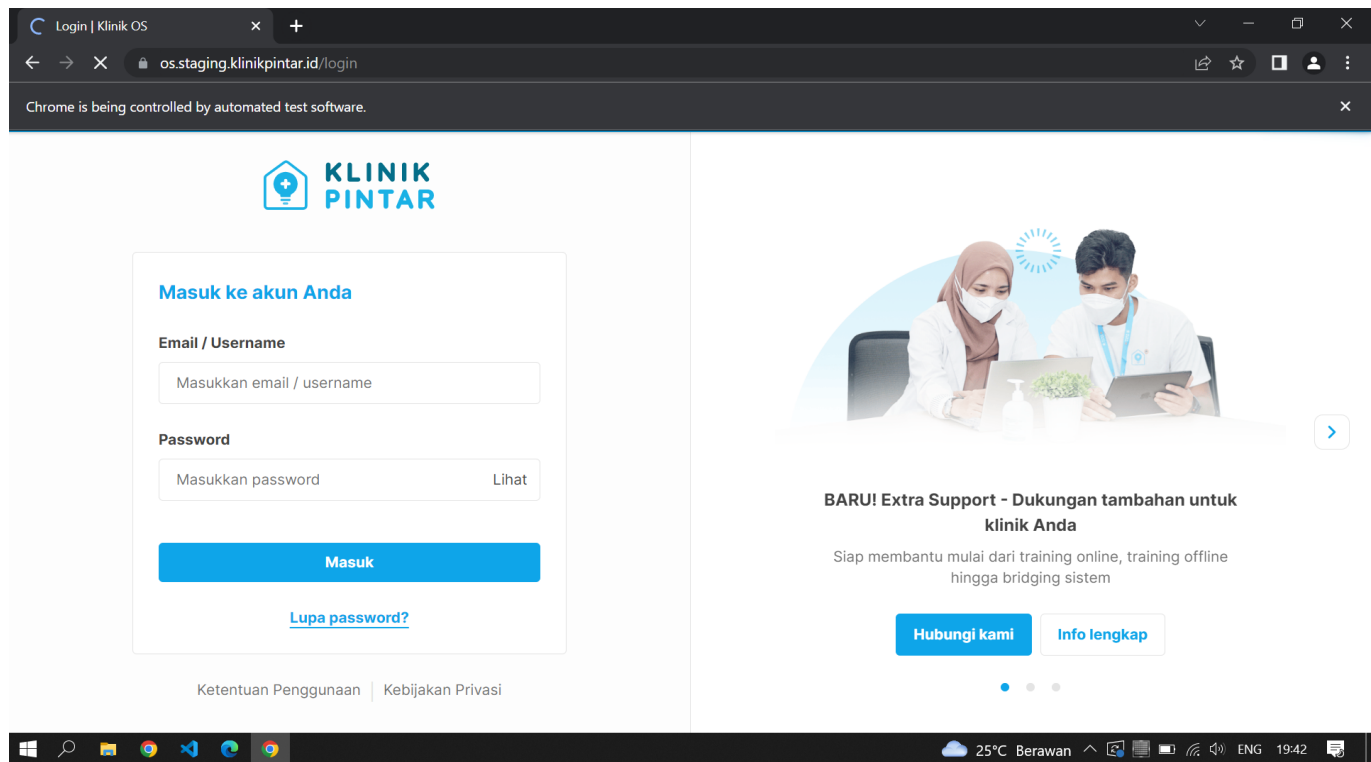 Login | Klinik OS
os.staging.klinikpintar.id/login
Chrome is being controlled by automated test software.
KLINIK
PINTAR
Masuk ke akun Anda
Email / Username
Masukkan email / username
Password
Masukkan password
Lihat
Masuk
Lupa password?
Ketentuan Penggunaan
Kebijakan Privasi
BARU! Extra Support - Dukungan tambahan untuk
klinik Anda
Siap membantu mulai dari training online, training offline
hingga bridging sistem
Hubungi kami
Info lengkap
25°C Berawan
ENG
19:42